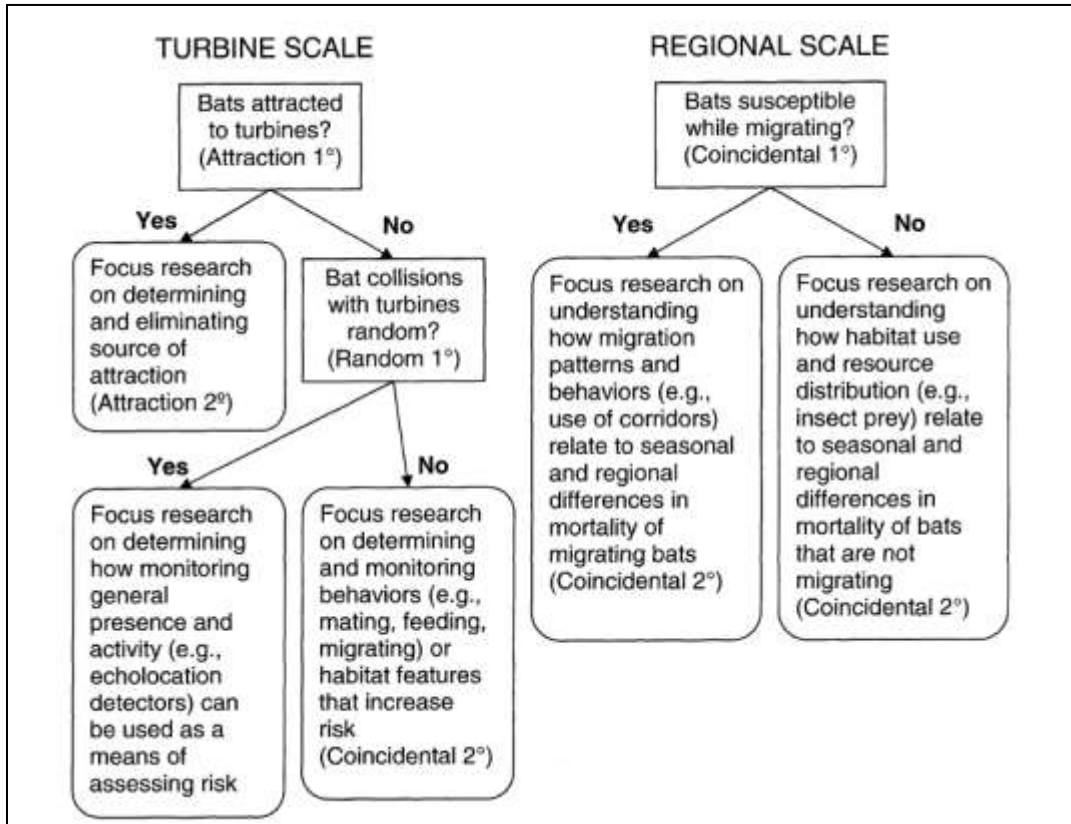 TURBINE SCALE
Bats attracted
to turbines?
(Attraction 1°)
Yes
No
Focus research
on determining
and eliminating
source of
attraction
(Attraction 2º)
Bat collisions
with turbines
random?
(Random 1°)
Yes
No
Focus research
on determining
how monitoring
general
presence and
activity (e.g.,
echolocation
detectors) can
be used as a
means of
assessing risk
Focus research
on determining
and monitoring
behaviors (e.g.,
mating, feeding,
migrating) or
habitat features
that increase
risk
(Coincidental 2°)
REGIONAL SCALE
Bats susceptible
while migrating?
(Coincidental 1°)
Yes
No
Focus research on
understanding
how migration
patterns and
behaviors (e.g.,
use of corridors)
relate to seasonal
and regional
differences in
mortality of
migrating bats
(Coincidental 2°)
Focus research on
understanding
how habitat use
and resource
distribution (e.g.,
insect prey) relate
to seasonal and
regional
differences in
mortality of bats
that are not
migrating
(Coincidental 2°)